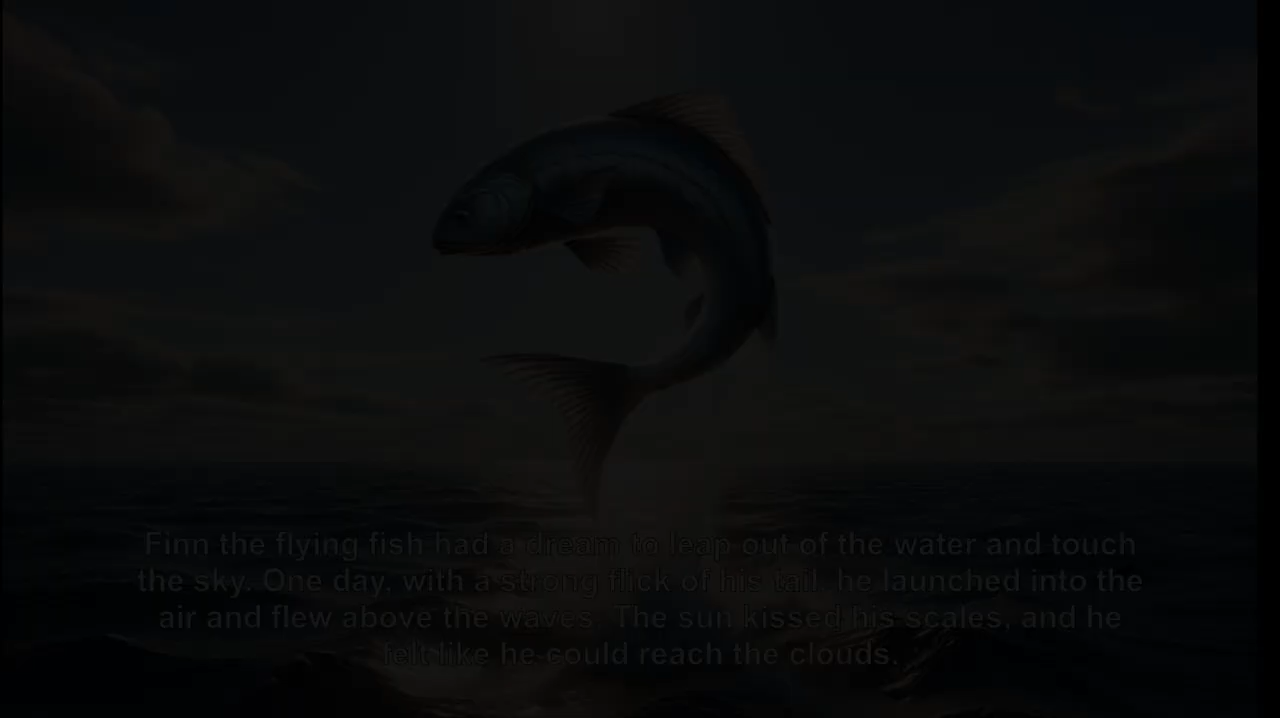 Finn the flying fish had a dream to leap out of the water and touch
the sky. One day, with a strong flick of his tail, he launched into the
air and flew above the waves. The sun kissed his scales, and he
felt like he could reach the clouds.